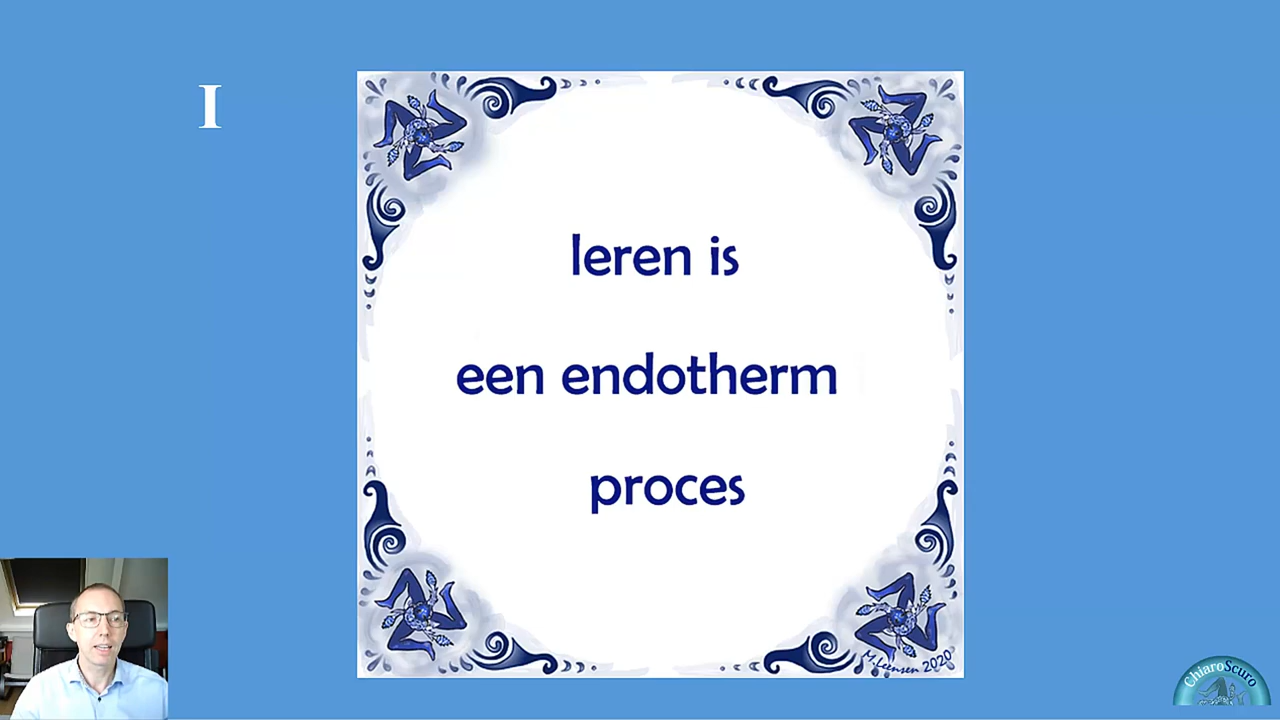 I
leren is
een endotherm
proces
M.Leensen 2020
ChiaroScuro